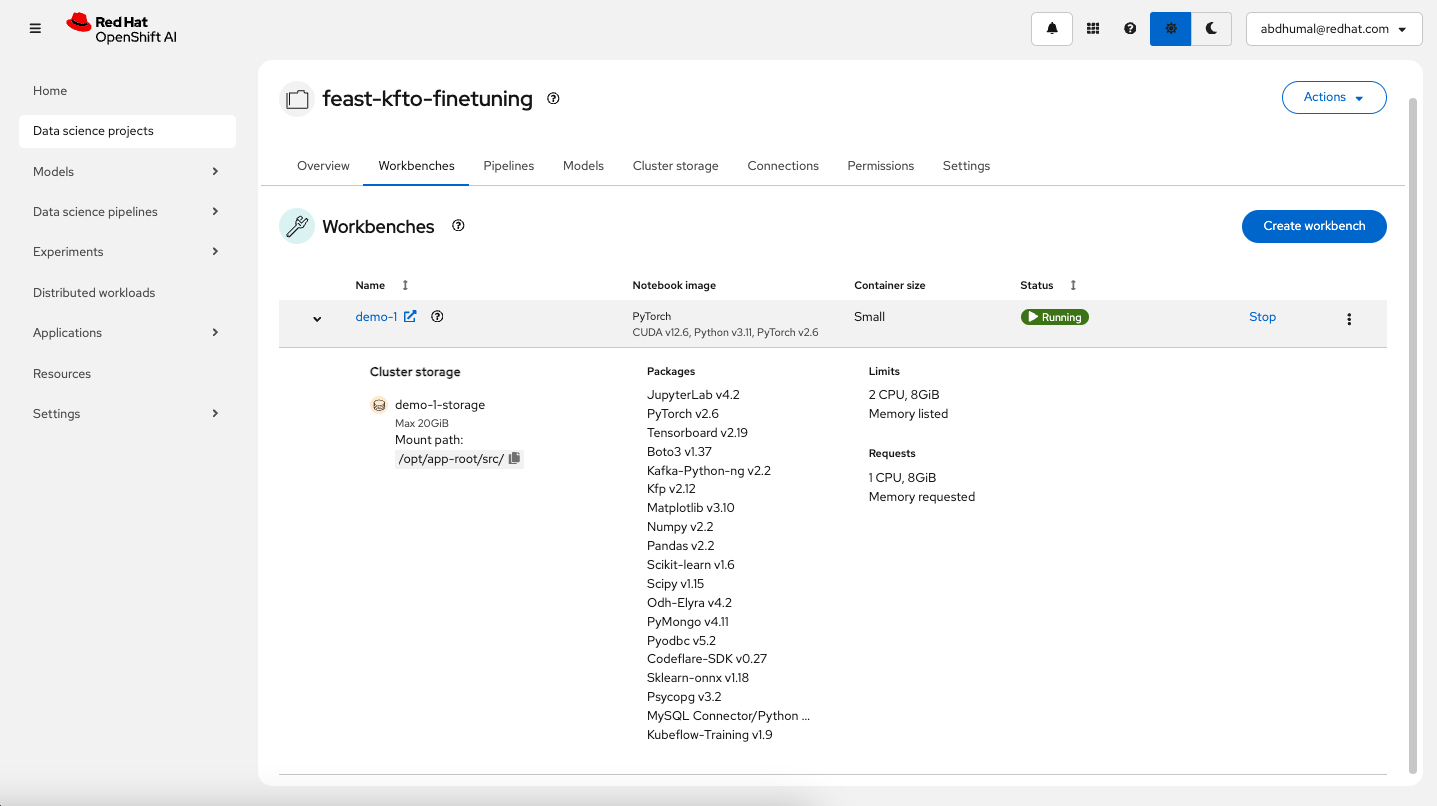 Red Hat
OpenShift AI
abdhumal@redhat.com
Home
Data science projects
Models
Data science pipelines
Experiments
Distributed workloads
Applications
Resources
Settings
feast-kfto-finetuning
Actions
Overview Workbenches Pipelines Models Cluster storage Connections Permissions Settings
Workbenches
Create workbench
Name Notebook image Container size Status
demo-1 PyTorch Small Running Stop
CUDA v12.6, Python v3.11, PyTorch v2.6
Cluster storage
demo-1-storage
Max 20GiB
Mount path:
/opt/app-root/src/
Packages
JupyterLab v4.2
PyTorch v2.6
Tensorboard v2.19
Boto3 v1.37
Kafka-Python-ng v2.2
Kfp v2.12
Matplotlib v3.10
Numpy v2.2
Pandas v2.2
Scikit-learn v1.6
Scipy v1.15
Odh-Elyra v4.2
PyMongo v4.11
Pyodbc v5.2
Codeflare-SDK v0.27
Sklearn-onnx v1.18
Psycopg v3.2
MySQL Connector/Python ...
Kubeflow-Training v1.9
Limits
2 CPU, 8GiB
Memory listed
Requests
1 CPU, 8GiB
Memory requested